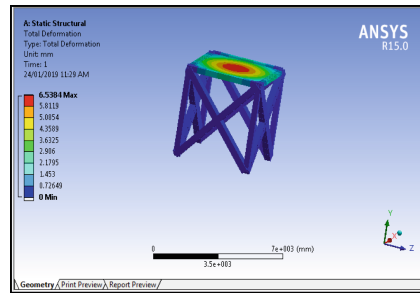 A: Static Structural
Total Deformation
Type: Total Deformation
Unit: mm
Time: 1
24/01/2019 11:29 AM
ANSYS
R15.0
6.5384 Max
5.8119
5.0854
4.3589
3.6325
2.906
2.1795
1.453
0.72649
0 Min
Y
X
Z
0
7e+003 (mm)
3.5e+003
Geometry / Print Preview / Report Preview /